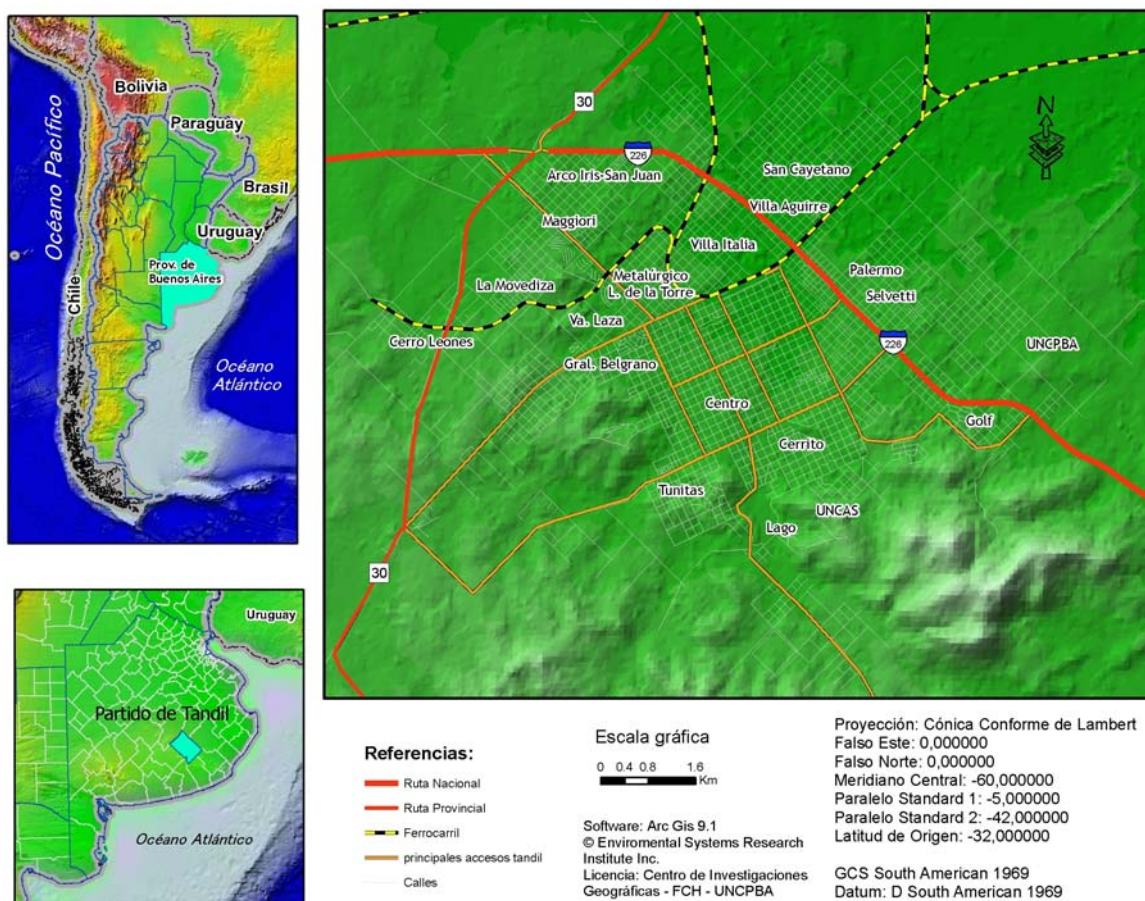 Océano Pacífico
Bolivia
Paraguay
Brasil
Uruguay
Prov. de
Buenos Aires
Chile
Océano
Atlántico
Uruguay
Partido de Tandil
Océano Atlántico
30
N
226
Arco Iris-San Juan
San Cayetano
Maggiori
Villa Aguirre
Villa Italia
Palermo
Metalúrgico
La Movediza
L. de la Torre
Selvetti
Va. Laza
Cerro Leones
226
UNCPBA
Gral. Belgrano
Centro
Golf
Cerrito
Tunitas
UNCAS
Lago
30
Referencias:
Ruta Nacional
Ruta Provincial
Ferrocarril
principales accesos tandil
Calles
Escala gráfica
0 0.4 0.8 1.6
Km
Software: Arc Gis 9.1
© Enviromental Systems Research
Institute Inc.
Licencia: Centro de Investigaciones
Geográficas - FCH - UNCPBA
Proyección: Cónica Conforme de Lambert
Falso Este: 0,000000
Falso Norte: 0,000000
Meridiano Central: -60,000000
Paralelo Standard 1: -5,000000
Paralelo Standard 2: -42,000000
Latitud de Origen: -32,000000
GCS South American 1969
Datum: D South American 1969